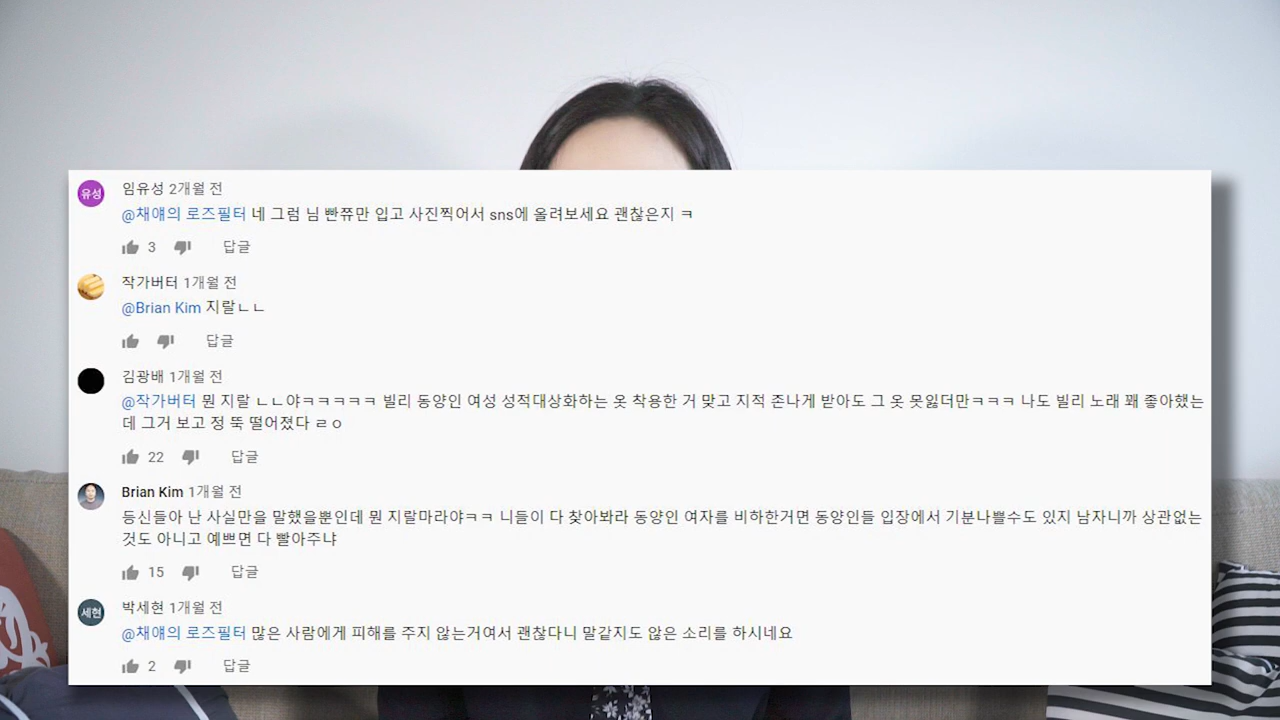 유성
임유성 2개월 전
@채얘의 로즈필터 네 그럼 님 빤쮸만 입고 사진찍어서 sns에 올려보세요 괜찮은지 ㅋ
3 답글
작가버터 1개월 전
@Brian Kim 지랄ㄴㄴ
답글
김광배 1개월 전
@작가버터 뭔 지랄 ㄴㄴ야ㅋㅋㅋㅋㅋ 빌리 동양인 여성 성적대상화하는 옷 착용한 거 맞고 지적 존나게 받아도 그 옷 못잃더만ㅋㅋㅋ 나도 빌리 노래 꽤 좋아했는
데 그거 보고 정 뚝 떨어졌다 ㄹㅇ
22 답글
Brian Kim 1개월 전
등신들아 난 사실만을 말했을뿐인데 뭔 지랄마라야ㅋㅋ 니들이 다 찾아봐라 동양인 여자를 비하한거면 동양인들 입장에서 기분나쁠수도 있지 남자니까 상관없는
것도 아니고 예쁘면 다 빨아주냐
15 답글
세현
박세현 1개월 전
@채얘의 로즈필터 많은 사람에게 피해를 주지 않는거여서 괜찮다니 말같지도 않은 소리를 하시네요
2 답글